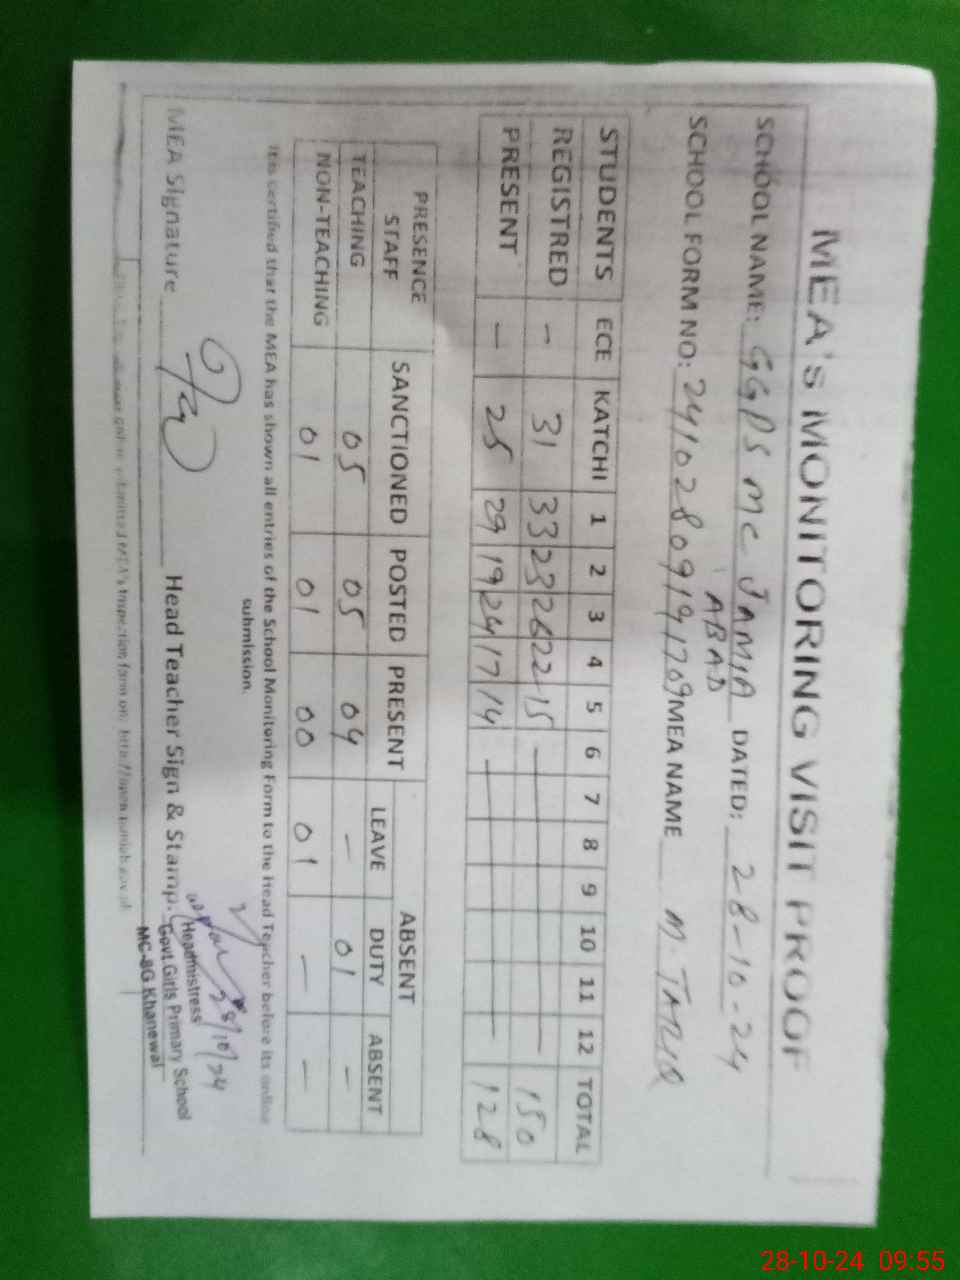 MEA's MONITORING VISIT PROOF
SCHOOL NAME: GGPS MC JAMIA ABAD DATED: 28-10-24
SCHOOL FORM NO: 24102809191709 MEA NAME M. TARIQ
STUDENTS ECE KATCHI 1 2 3 4 5 6 7 8 9 10 11 12 TOTAL
REGISTRED - 31 33 23 26 22 15 - - 150
PRESENT - 25 29 19 24 17 14 - - 128
PRESENCE STAFF SANCTIONED POSTED PRESENT ABSENT
LEAVE DUTY ABSENT
TEACHING 05 05 04 - 01 -
NON-TEACHING 01 01 00 01 - -
It is certified that the MEA has shown all entries of the School Monitoring Form to the Head Teacher before its online
submission.
MEA Signature Head Teacher Sign & Stamp.
28/10/24
Headmistress
Govt Girls Primary School
MC-8G Khanewal
28-10-24 09:55